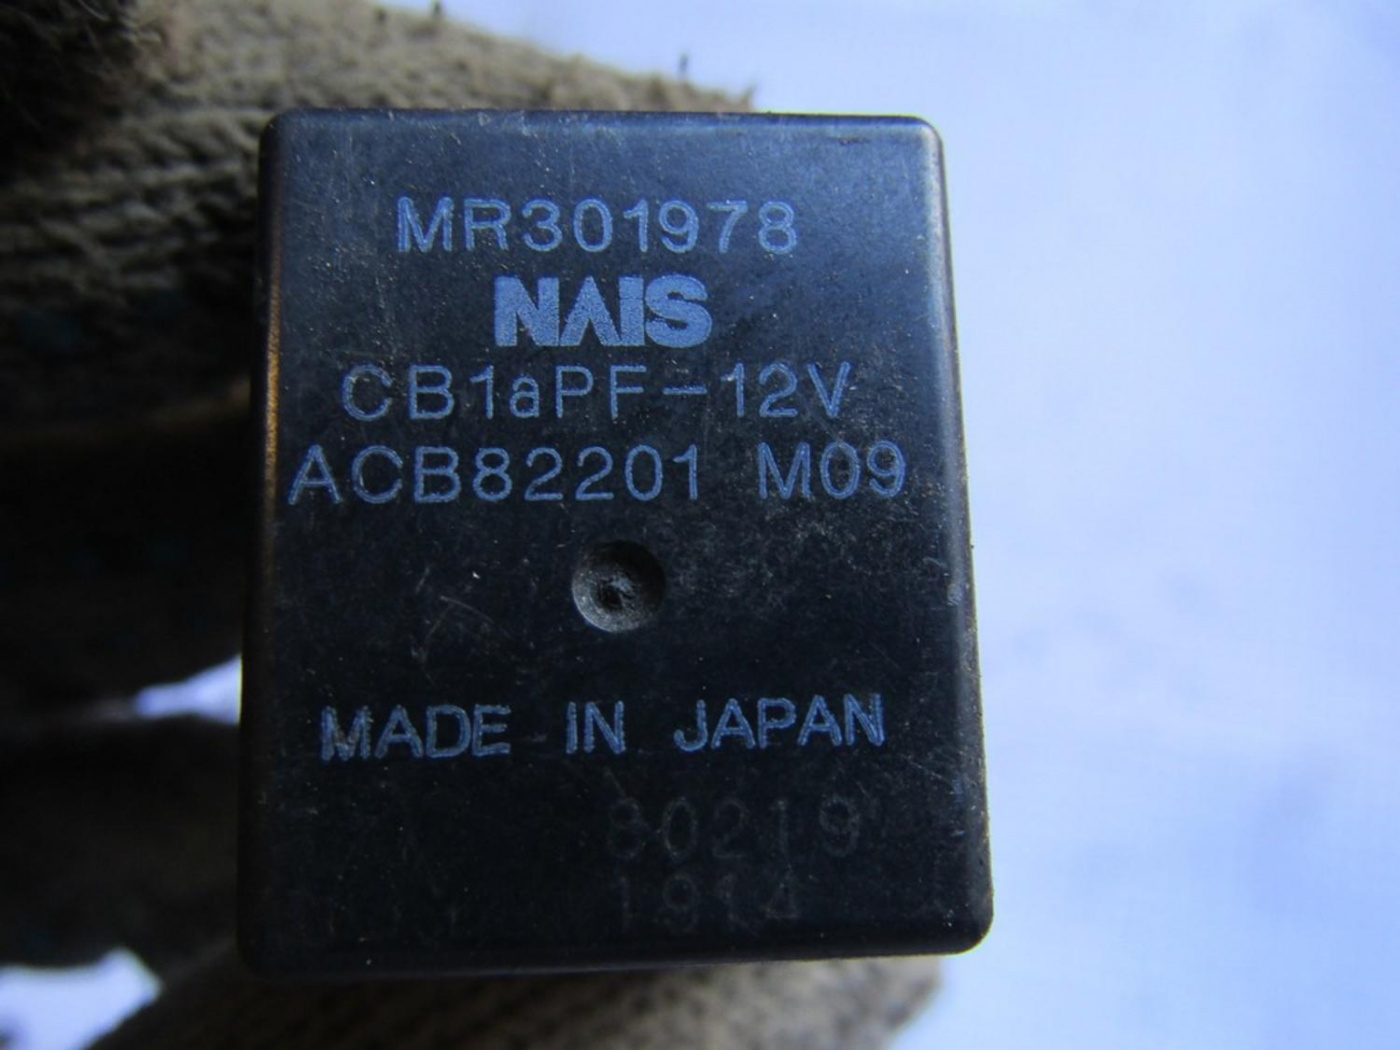 MR301978
NAIS
CB1aPF-12V
ACB82201 M09
MADE IN JAPAN
80219
1914